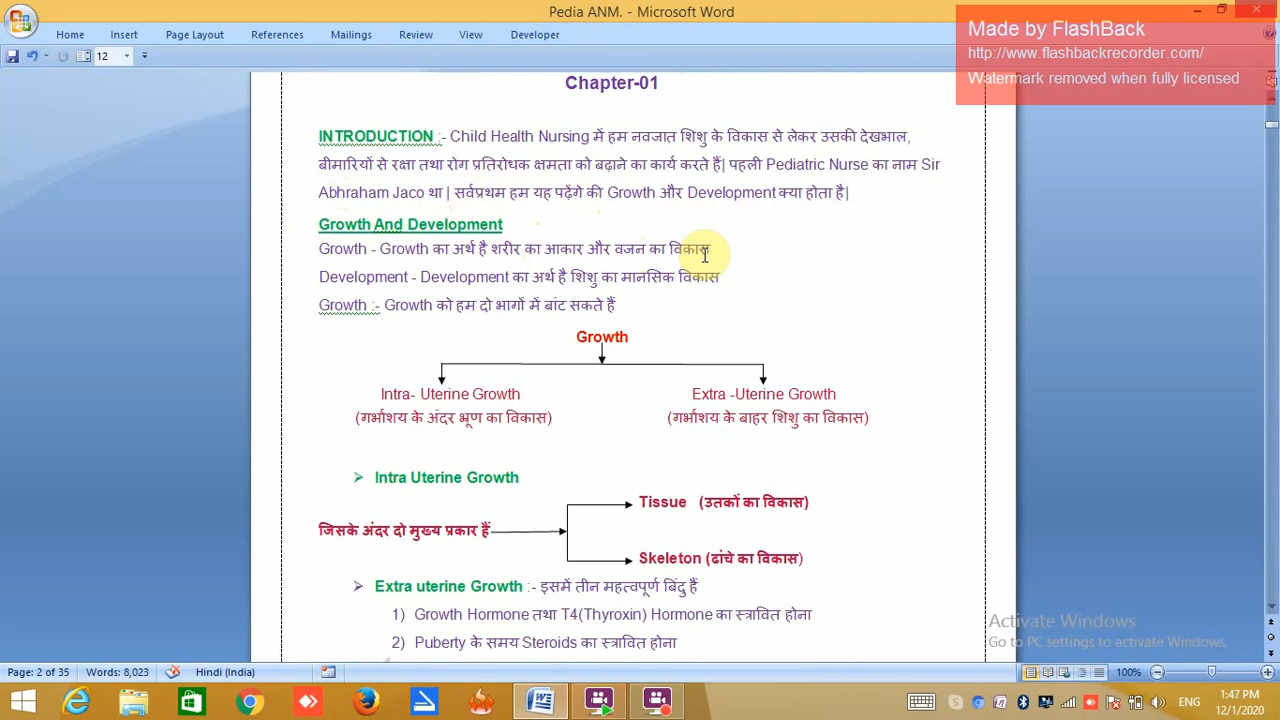 Pedia ANM. - Microsoft Word
Made by FlashBack
http://www.flashbackrecorder.com/
Watermark removed when fully licensed
Home Insert Page Layout References Mailings Review View Developer
12
Chapter-01
INTRODUCTION :- Child Health Nursing में हम नवजात शिशु के विकास से लेकर उसकी देखभाल,
बीमारियों से रक्षा तथा रोग प्रतिरोधक क्षमता को बढ़ाने का कार्य करते हैं| पहली Pediatric Nurse का नाम Sir
Abhraham Jaco था | सर्वप्रथम हम यह पढ़ेंगे की Growth और Development क्या होता है|
Growth And Development
Growth - Growth का अर्थ है शरीर का आकार और वजन का विकास
Development - Development का अर्थ है शिशु का मानसिक विकास
Growth :- Growth को हम दो भागों में बांट सकते हैं
Growth
Intra- Uterine Growth Extra -Uterine Growth
(गर्भाशय के अंदर भ्रूण का विकास) (गर्भाशय के बाहर शिशु का विकास)
Intra Uterine Growth
Tissue (उतकों का विकास)
जिसके अंदर दो मुख्य प्रकार हैं
Skeleton (ढांचे का विकास)
Extra uterine Growth :- इसमें तीन महत्वपूर्ण बिंदु हैं
1) Growth Hormone तथा T4(Thyroxin) Hormone का स्त्रावित होना
2) Puberty के समय Steroids का स्त्रावित होना
Activate Windows
Go to PC settings to activate Windows.
Page: 2 of 35 Words: 8,023 Hindi (India) 100%
ENG
1:47 PM
12/1/2020